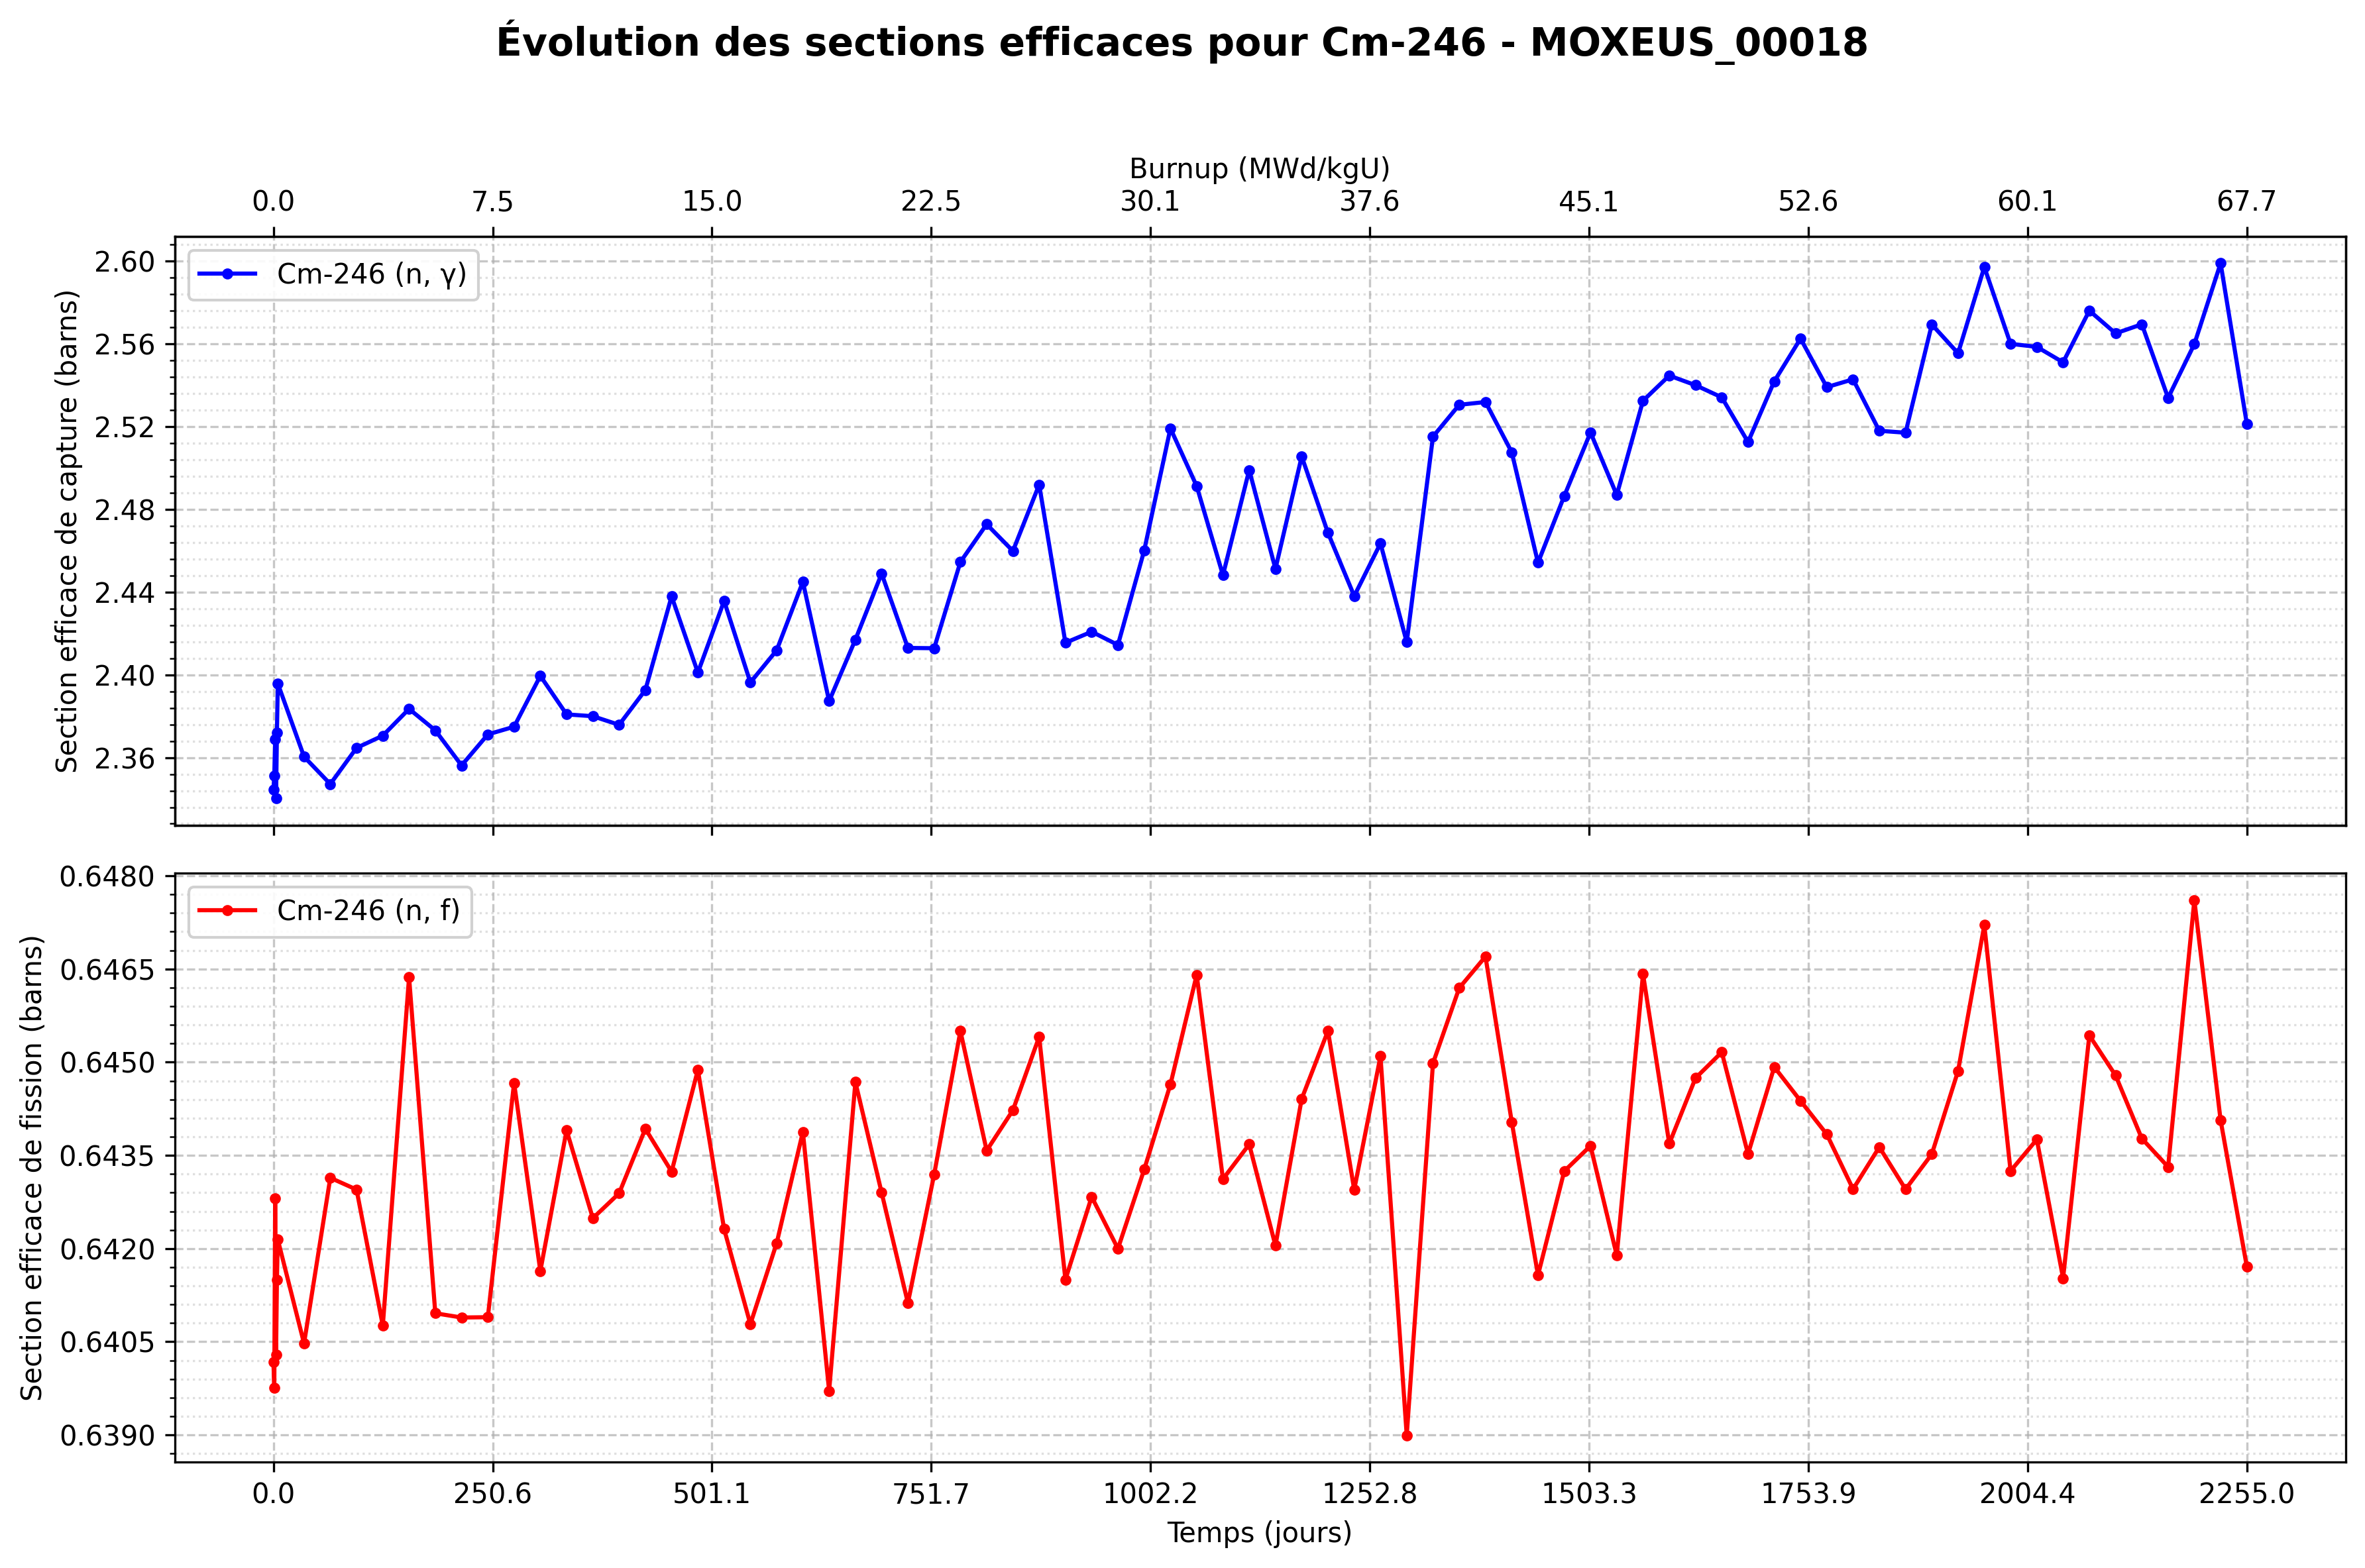 Évolution des sections efficaces pour Cm-246 - MOXEUS_00018
Burnup (MWd/kgU)
0.0 7.5 15.0 22.5 30.1 37.6 45.1 52.6 60.1 67.7
Section efficace de capture (barns)
2.60
2.56
2.52
2.48
2.44
2.40
2.36
Cm-246 (n, γ)
Section efficace de fission (barns)
0.6480
0.6465
0.6450
0.6435
0.6420
0.6405
0.6390
Cm-246 (n, f)
0.0 250.6 501.1 751.7 1002.2 1252.8 1503.3 1753.9 2004.4 2255.0
Temps (jours)